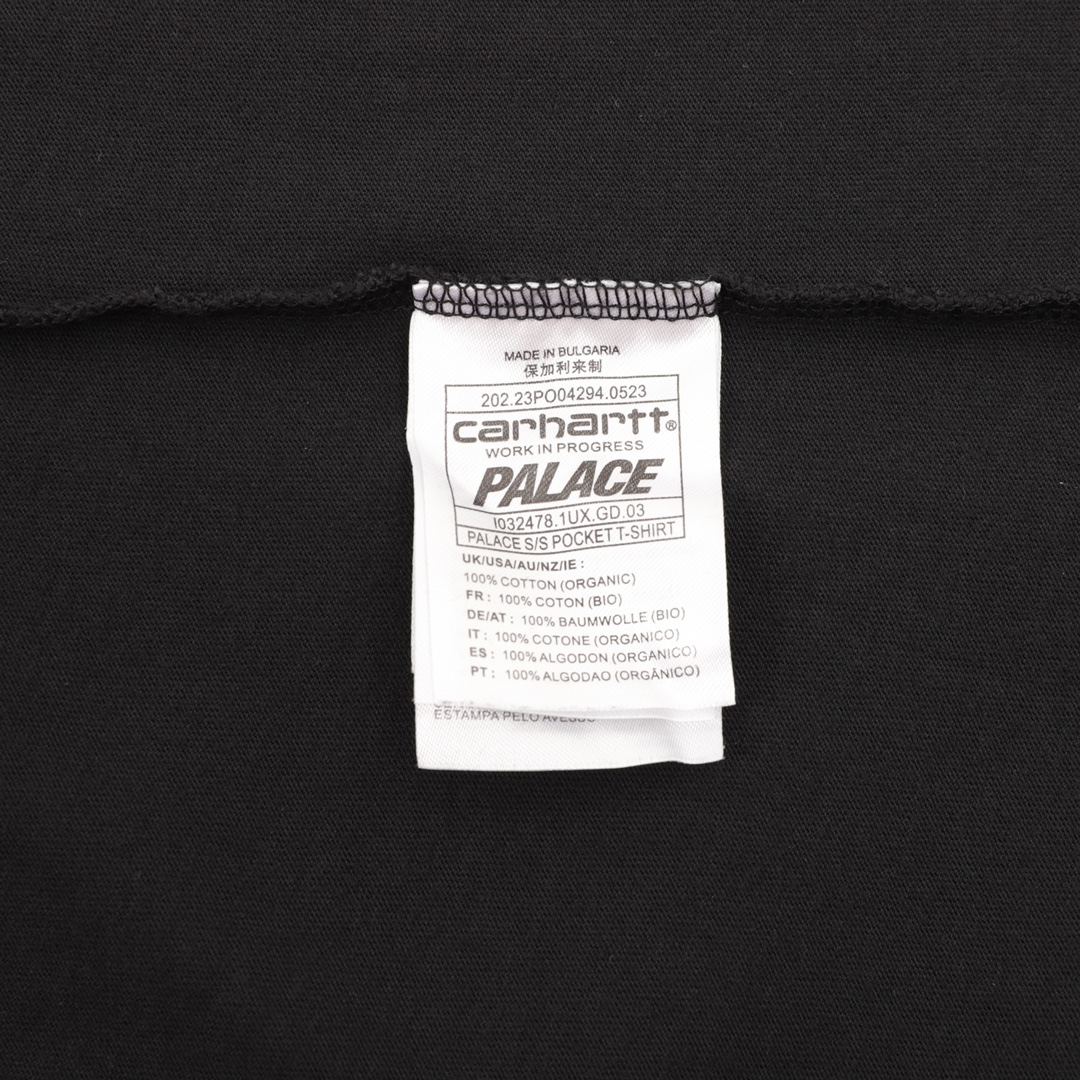 MADE IN BULGARIA
保加利来制
202.23PO04294.0523
carhartt®
WORK IN PROGRESS
PALACE
I032478.1UX.GD.03
PALACE S/S POCKET T-SHIRT
UK/USA/AU/NZ/IE :
100% COTTON (ORGANIC)
FR : 100% COTON (BIO)
DE/AT : 100% BAUMWOLLE (BIO)
IT : 100% COTONE (ORGANICO)
ES : 100% ALGODON (ORGANICO)
PT : 100% ALGODAO (ORGÂNICO)
ESTAMPA PELO AVESSO